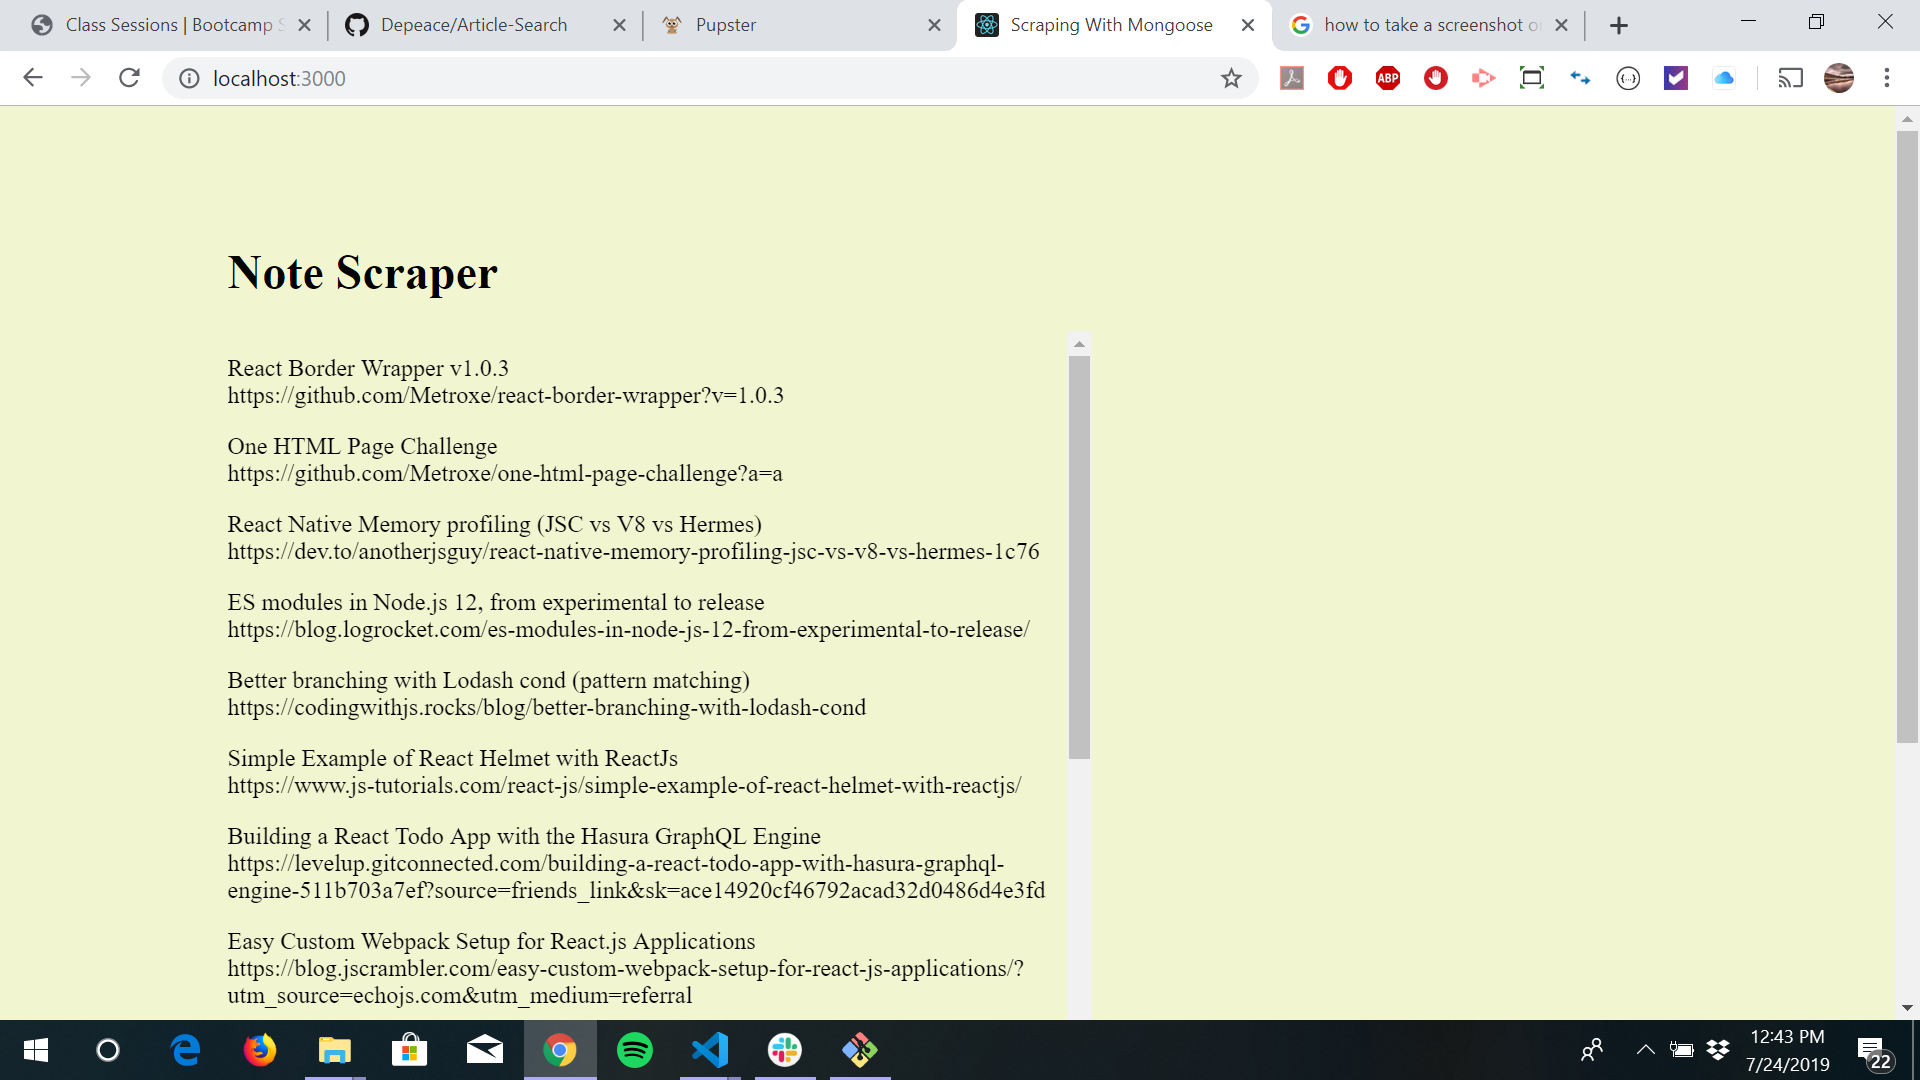 Class Sessions | Bootcamp S
Depeace/Article-Search
Pupster
Scraping With Mongoose
how to take a screenshot o
localhost:3000
ABP
Note Scraper
React Border Wrapper v1.0.3
https://github.com/Metroxe/react-border-wrapper?v=1.0.3
One HTML Page Challenge
https://github.com/Metroxe/one-html-page-challenge?a=a
React Native Memory profiling (JSC vs V8 vs Hermes)
https://dev.to/anotherjsguy/react-native-memory-profiling-jsc-vs-v8-vs-hermes-1c76
ES modules in Node.js 12, from experimental to release
https://blog.logrocket.com/es-modules-in-node-js-12-from-experimental-to-release/
Better branching with Lodash cond (pattern matching)
https://codingwithjs.rocks/blog/better-branching-with-lodash-cond
Simple Example of React Helmet with ReactJs
https://www.js-tutorials.com/react-js/simple-example-of-react-helmet-with-reactjs/
Building a React Todo App with the Hasura GraphQL Engine
https://levelup.gitconnected.com/building-a-react-todo-app-with-hasura-graphql-
engine-511b703a7ef?source=friends_link&sk=ace14920cf46792acad32d0486d4e3fd
Easy Custom Webpack Setup for React.js Applications
https://blog.jscrambler.com/easy-custom-webpack-setup-for-react-js-applications/?
utm_source=echojs.com&utm_medium=referral
12:43 PM
7/24/2019
22